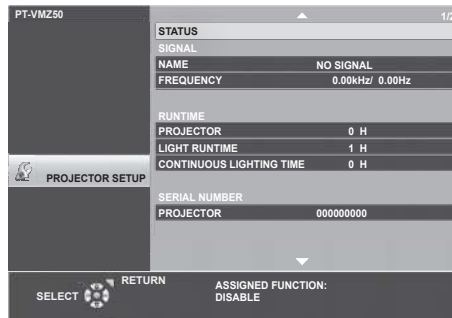 PT-VMZ50 1/2
STATUS
SIGNAL
NAME NO SIGNAL
FREQUENCY 0.00kHz/ 0.00Hz
RUNTIME
PROJECTOR 0 H
LIGHT RUNTIME 1 H
CONTINUOUS LIGHTING TIME 0 H
PROJECTOR SETUP
SERIAL NUMBER
PROJECTOR 000000000
RETURN
SELECT
ASSIGNED FUNCTION:
DISABLE